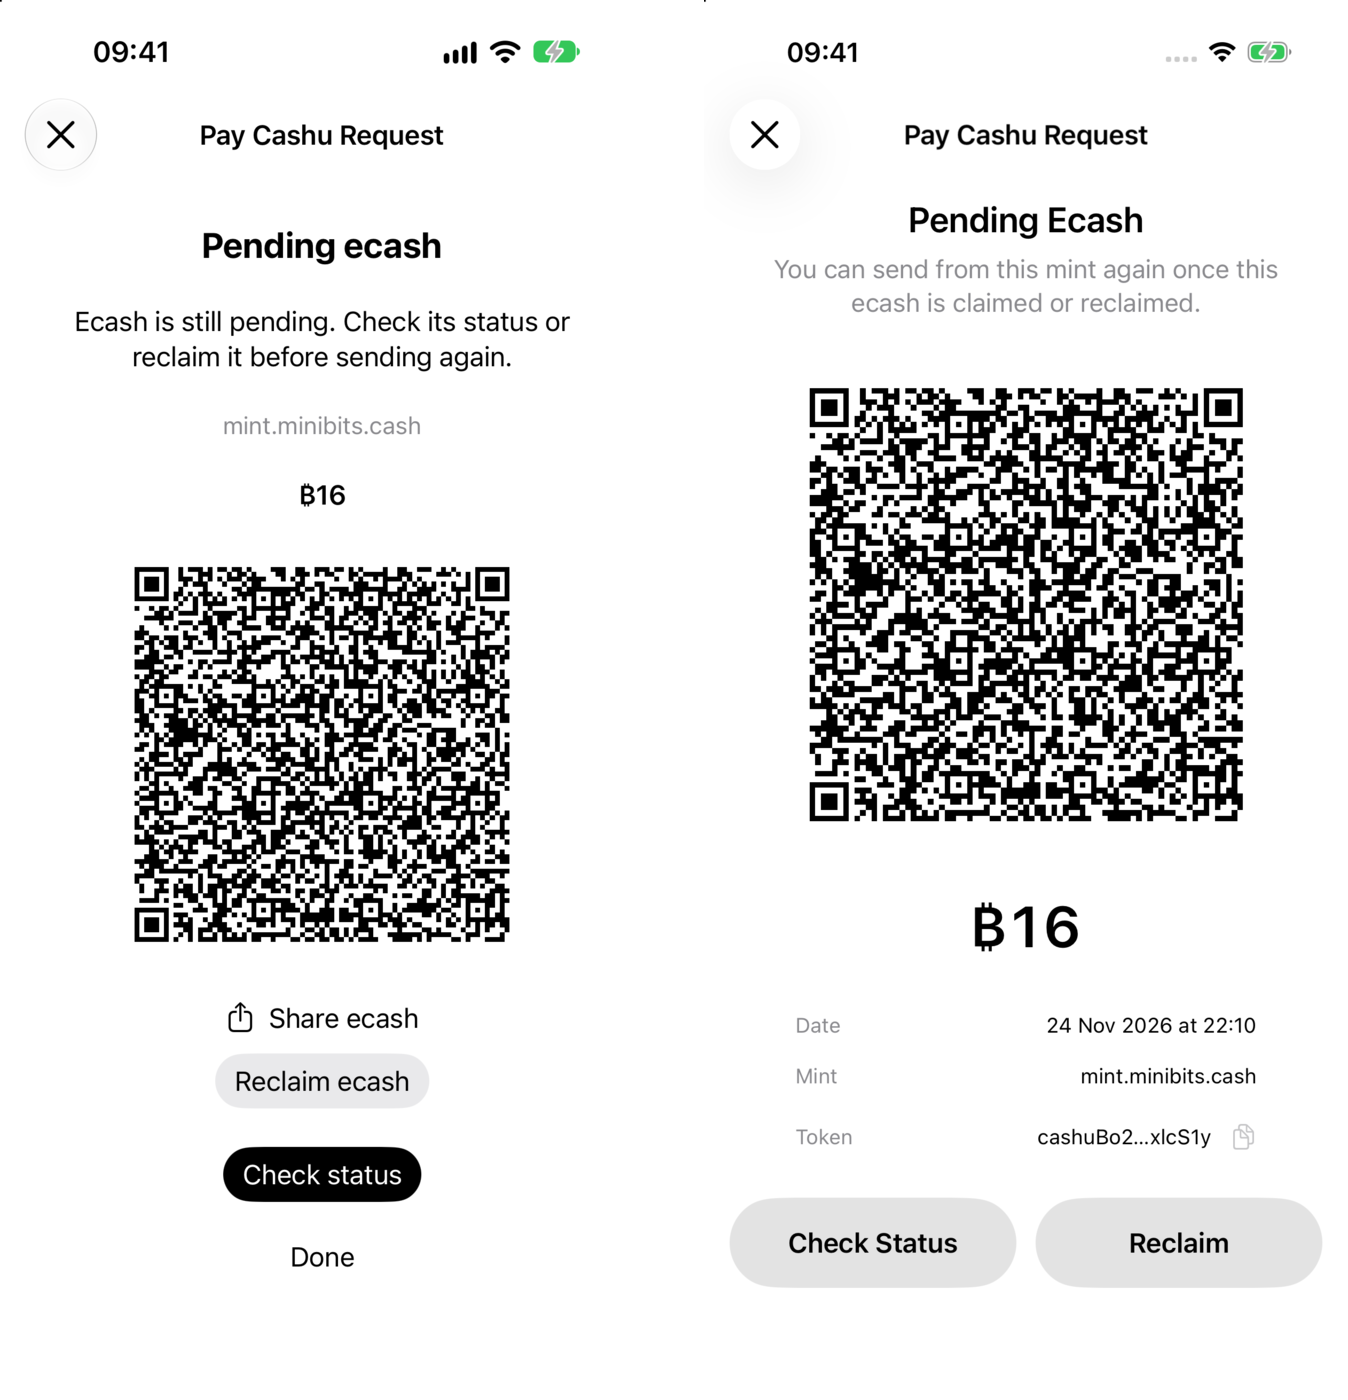 09:41
Pay Cashu Request
Pending ecash
Ecash is still pending. Check its status or
reclaim it before sending again.
mint.minibits.cash
₿16
Share ecash
Reclaim ecash
Check status
Done
09:41
Pay Cashu Request
Pending Ecash
You can send from this mint again once this
ecash is claimed or reclaimed.
₿16
Date 24 Nov 2026 at 22:10
Mint mint.minibits.cash
Token cashuBo2...xlcS1y
Check Status Reclaim